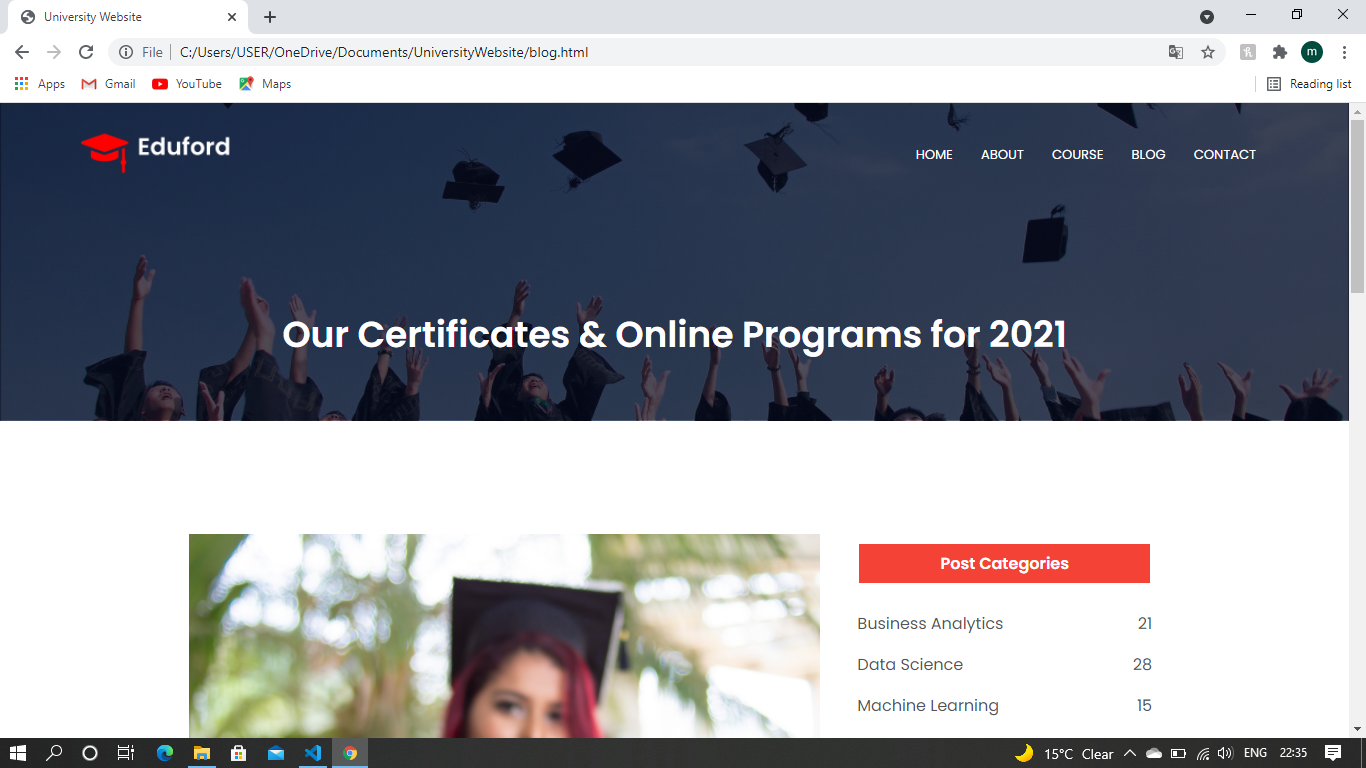 University Website
File C:/Users/USER/OneDrive/Documents/UniversityWebsite/blog.html
m
Apps Gmail YouTube Maps Reading list
Eduford
HOME ABOUT COURSE BLOG CONTACT
Our Certificates & Online Programs for 2021
Post Categories
Business Analytics 21
Data Science 28
Machine Learning 15
15°C Clear ENG 22:35